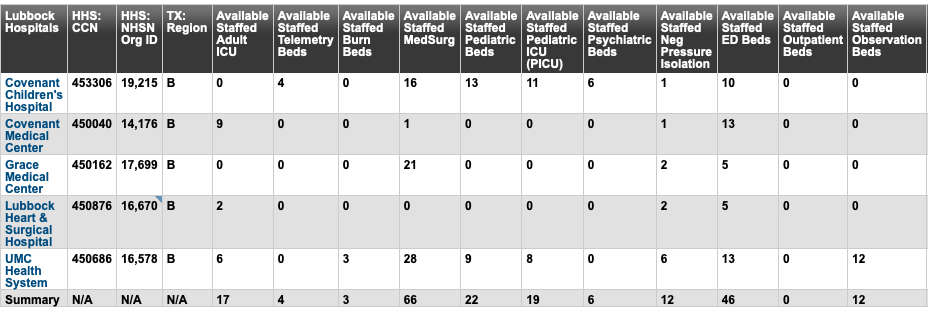 Lubbock Hospitals | HHS: CCN | HHS: NHSN Org ID | TX: Region | Available Staffed Adult ICU | Available Staffed Telemetry Beds | Available Staffed Burn Beds | Available Staffed MedSurg | Available Staffed Pediatric Beds | Available Staffed Pediatric ICU (PICU) | Available Staffed Psychiatric Beds | Available Staffed Neg Pressure Isolation | Available Staffed ED Beds | Available Staffed Outpatient Beds | Available Staffed Observation Beds
Covenant Children's Hospital | 453306 | 19,215 | B | 0 | 4 | 0 | 16 | 13 | 11 | 6 | 1 | 10 | 0 | 0
Covenant Medical Center | 450040 | 14,176 | B | 9 | 0 | 0 | 1 | 0 | 0 | 0 | 1 | 13 | 0 | 0
Grace Medical Center | 450162 | 17,699 | B | 0 | 0 | 0 | 21 | 0 | 0 | 0 | 2 | 5 | 0 | 0
Lubbock Heart & Surgical Hospital | 450876 | 16,670 | B | 2 | 0 | 0 | 0 | 0 | 0 | 0 | 2 | 5 | 0 | 0
UMC Health System | 450686 | 16,578 | B | 6 | 0 | 3 | 28 | 9 | 8 | 0 | 6 | 13 | 0 | 12
Summary | N/A | N/A | N/A | 17 | 4 | 3 | 66 | 22 | 19 | 6 | 12 | 46 | 0 | 12